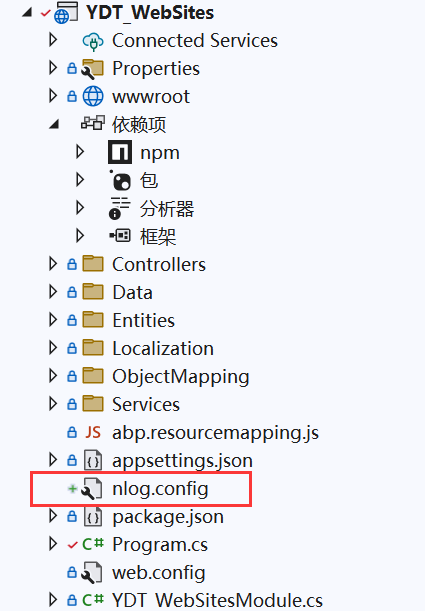 YDT_WebSites
Connected Services
Properties
wwwroot
依赖项
npm
包
分析器
框架
Controllers
Data
Entities
Localization
ObjectMapping
Services
JS abp.resourcemapping.js
appsettings.json
nlog.config
package.json
C# Program.cs
web.config
C# YDT_WebSitesModule.cs